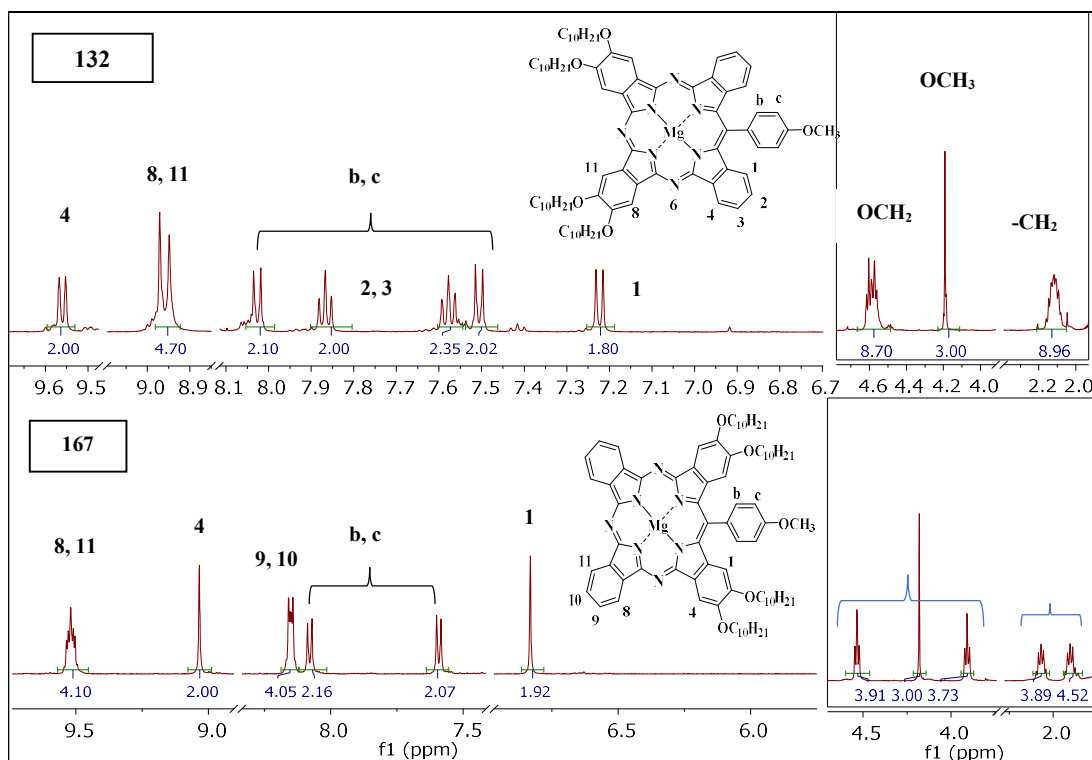 132
C10H21O
C10H21O
N
N
N
Mg
N
N
N
N
b
c
OCH3
11
8
6
4
3
2
1
C10H21O
C10H21O
4
8, 11
b, c
2, 3
1
2.00
4.70
2.10
2.00
2.35
2.02
1.80
9.6 9.5 9.0 8.9 8.1 8.0 7.9 7.8 7.7 7.6 7.5 7.4 7.3 7.2 7.1 7.0 6.9 6.8 6.7
OCH3
OCH2
-CH2
8.70
3.00
8.96
4.6 4.4 4.2 4.0 2.2 2.0
167
OC10H21
OC10H21
N
N
N
Mg
N
N
N
N
b
c
OCH3
1
4
11
10
9
8
OC10H21
OC10H21
8, 11
4
9, 10
b, c
1
4.10
2.00
4.05
2.16
2.07
1.92
9.5 9.0 8.0 7.5 6.5 6.0
f1 (ppm)
3.91
3.00
3.73
3.89
4.52
4.5 4.0 2.0
f1 (ppm)